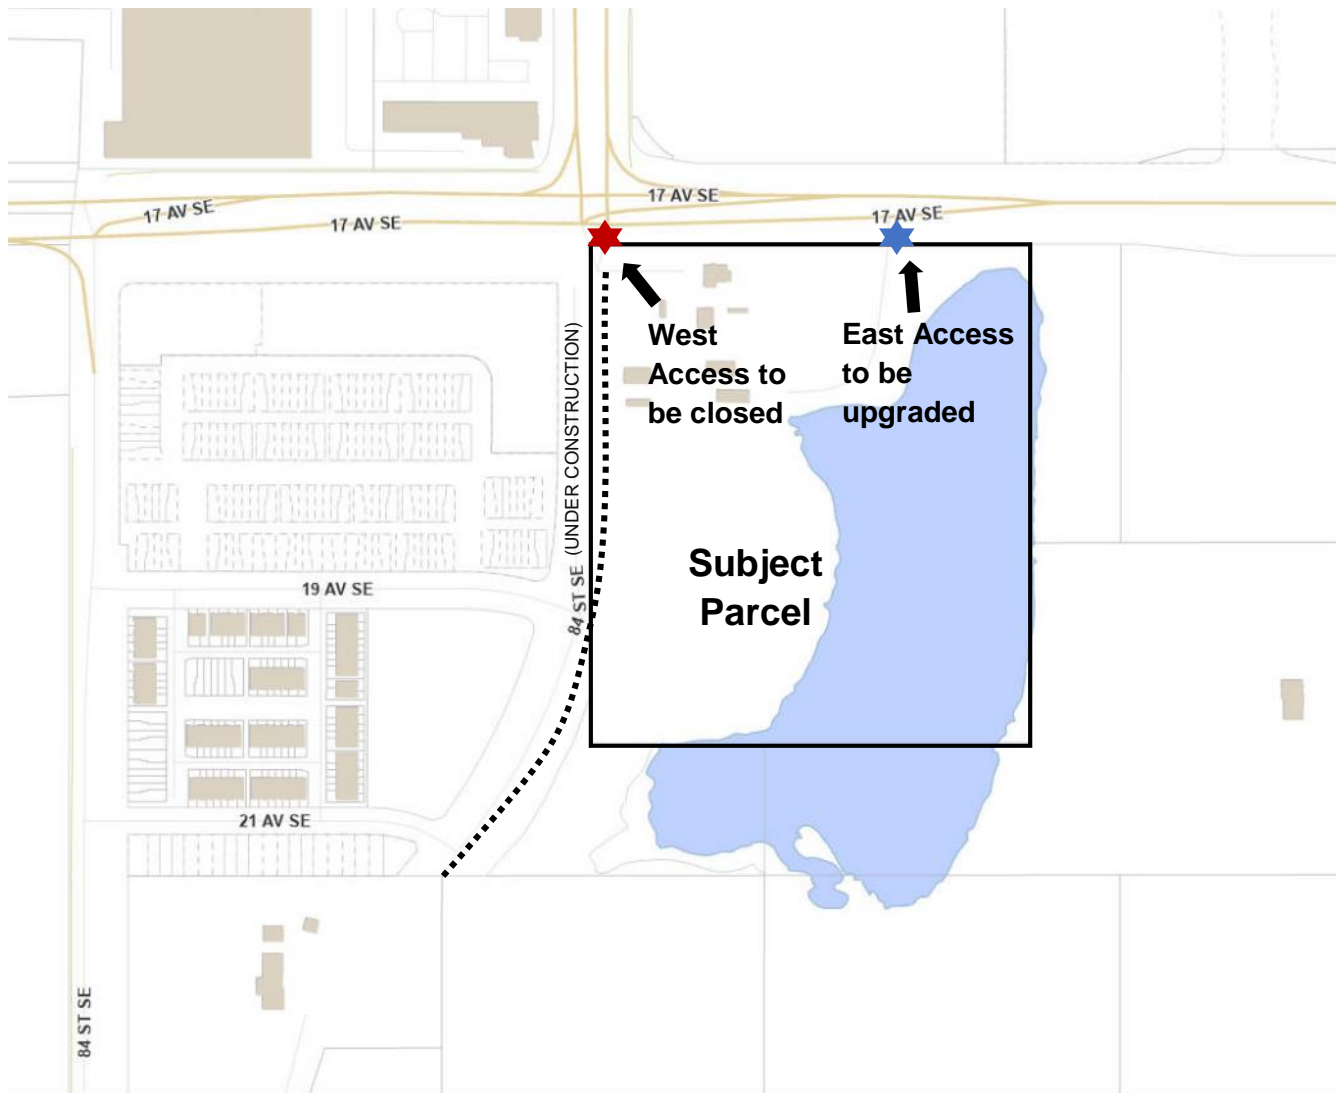 17 AV SE
17 AV SE
17 AV SE
17 AV SE
West
Access to
be closed
East Access
to be
upgraded
84 ST SE (UNDER CONSTRUCTION)
Subject
Parcel
19 AV SE
21 AV SE
84 ST SE